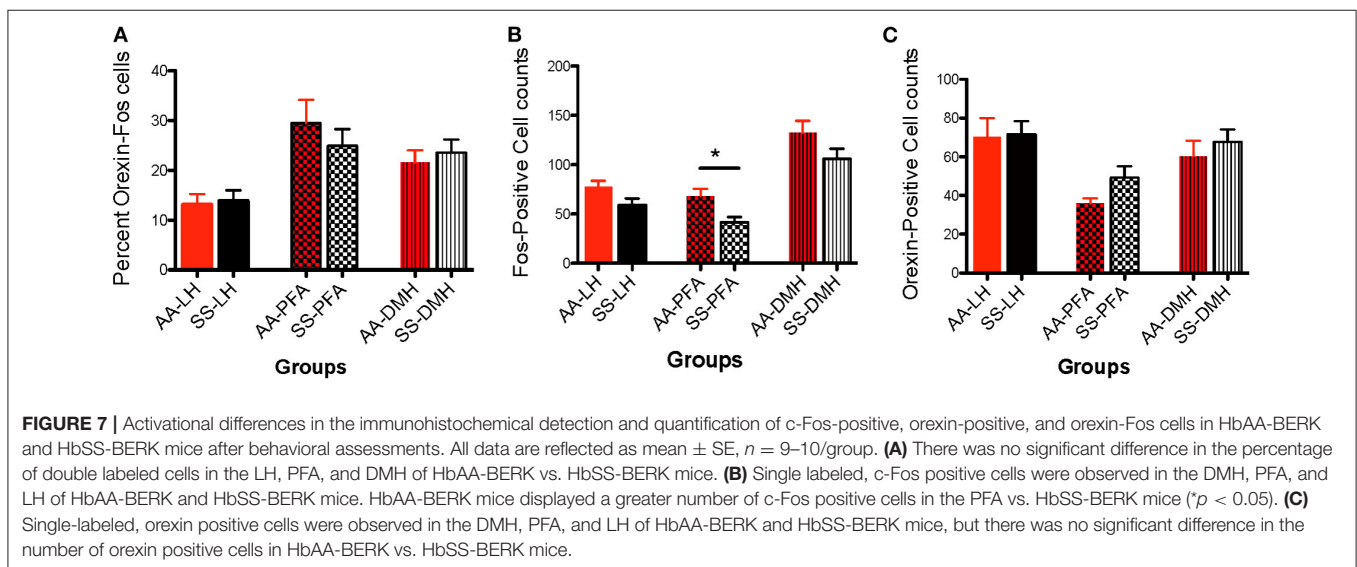 A
Percent Orexin-Fos cells
40
30
20
10
0
AA-LH
SS-LH
AA-PFA
SS-PFA
AA-DMH
SS-DMH
Groups
B
Fos-Positive Cell counts
200
150
100
50
0
*
AA-LH
SS-LH
AA-PFA
SS-PFA
AA-DMH
SS-DMH
Groups
C
Orexin-Positive Cell counts
100
80
60
40
20
0
AA-LH
SS-LH
AA-PFA
SS-PFA
AA-DMH
SS-DMH
Groups
FIGURE 7 | Activational differences in the immunohistochemical detection and quantification of c-Fos-positive, orexin-positive, and orexin-Fos cells in HbAA-BERK
and HbSS-BERK mice after behavioral assessments. All data are reflected as mean ± SE, n = 9–10/group. (A) There was no significant difference in the percentage
of double labeled cells in the LH, PFA, and DMH of HbAA-BERK vs. HbSS-BERK mice. (B) Single labeled, c-Fos positive cells were observed in the DMH, PFA, and
LH of HbAA-BERK and HbSS-BERK mice. HbAA-BERK mice displayed a greater number of c-Fos positive cells in the PFA vs. HbSS-BERK mice (*p < 0.05). (C)
Single-labeled, orexin positive cells were observed in the DMH, PFA, and LH of HbAA-BERK and HbSS-BERK mice, but there was no significant difference in the
number of orexin positive cells in HbAA-BERK vs. HbSS-BERK mice.